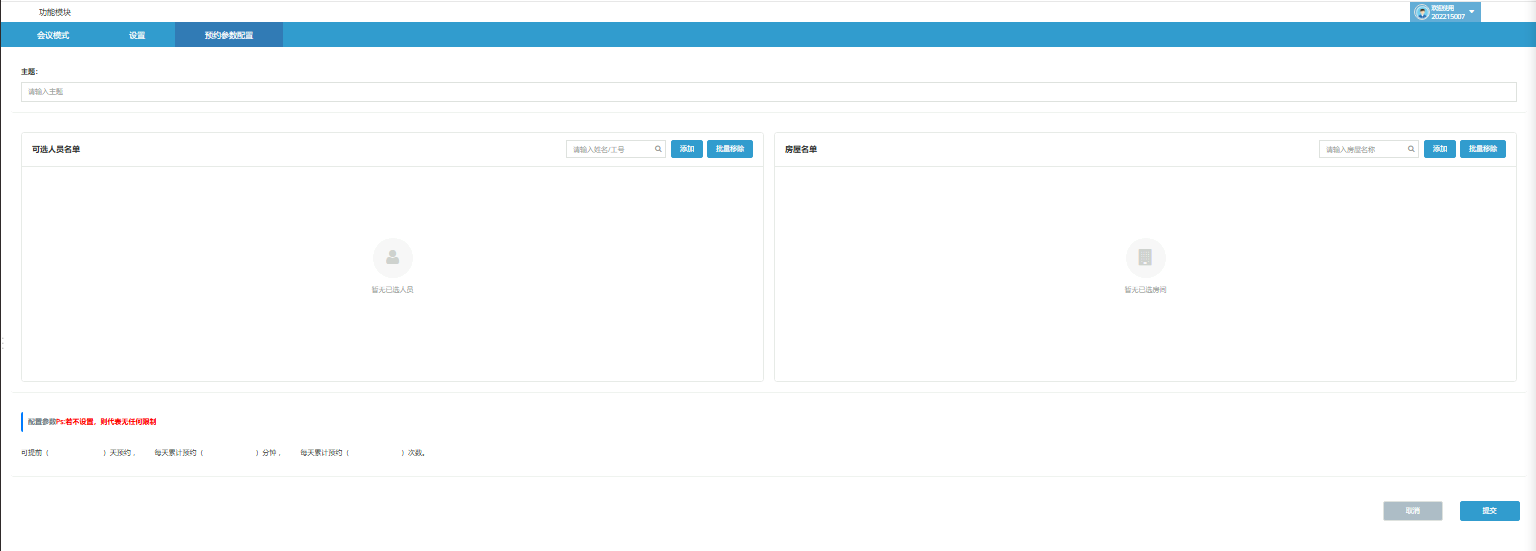 功能模块
欢迎使用
202215007
会议模式 设置 预约参数配置
主题:
请输入主题
可选人员名单 请输入姓名/工号 添加 批量移除
房屋名单 请输入房屋名称 添加 批量移除
暂无已选人员
暂无已选房间
配置参数Ps:若不设置，则代表无任何限制
可提前（ ）天预约， 每天累计预约（ ）分钟， 每天累计预约（ ）次数。
取消 提交